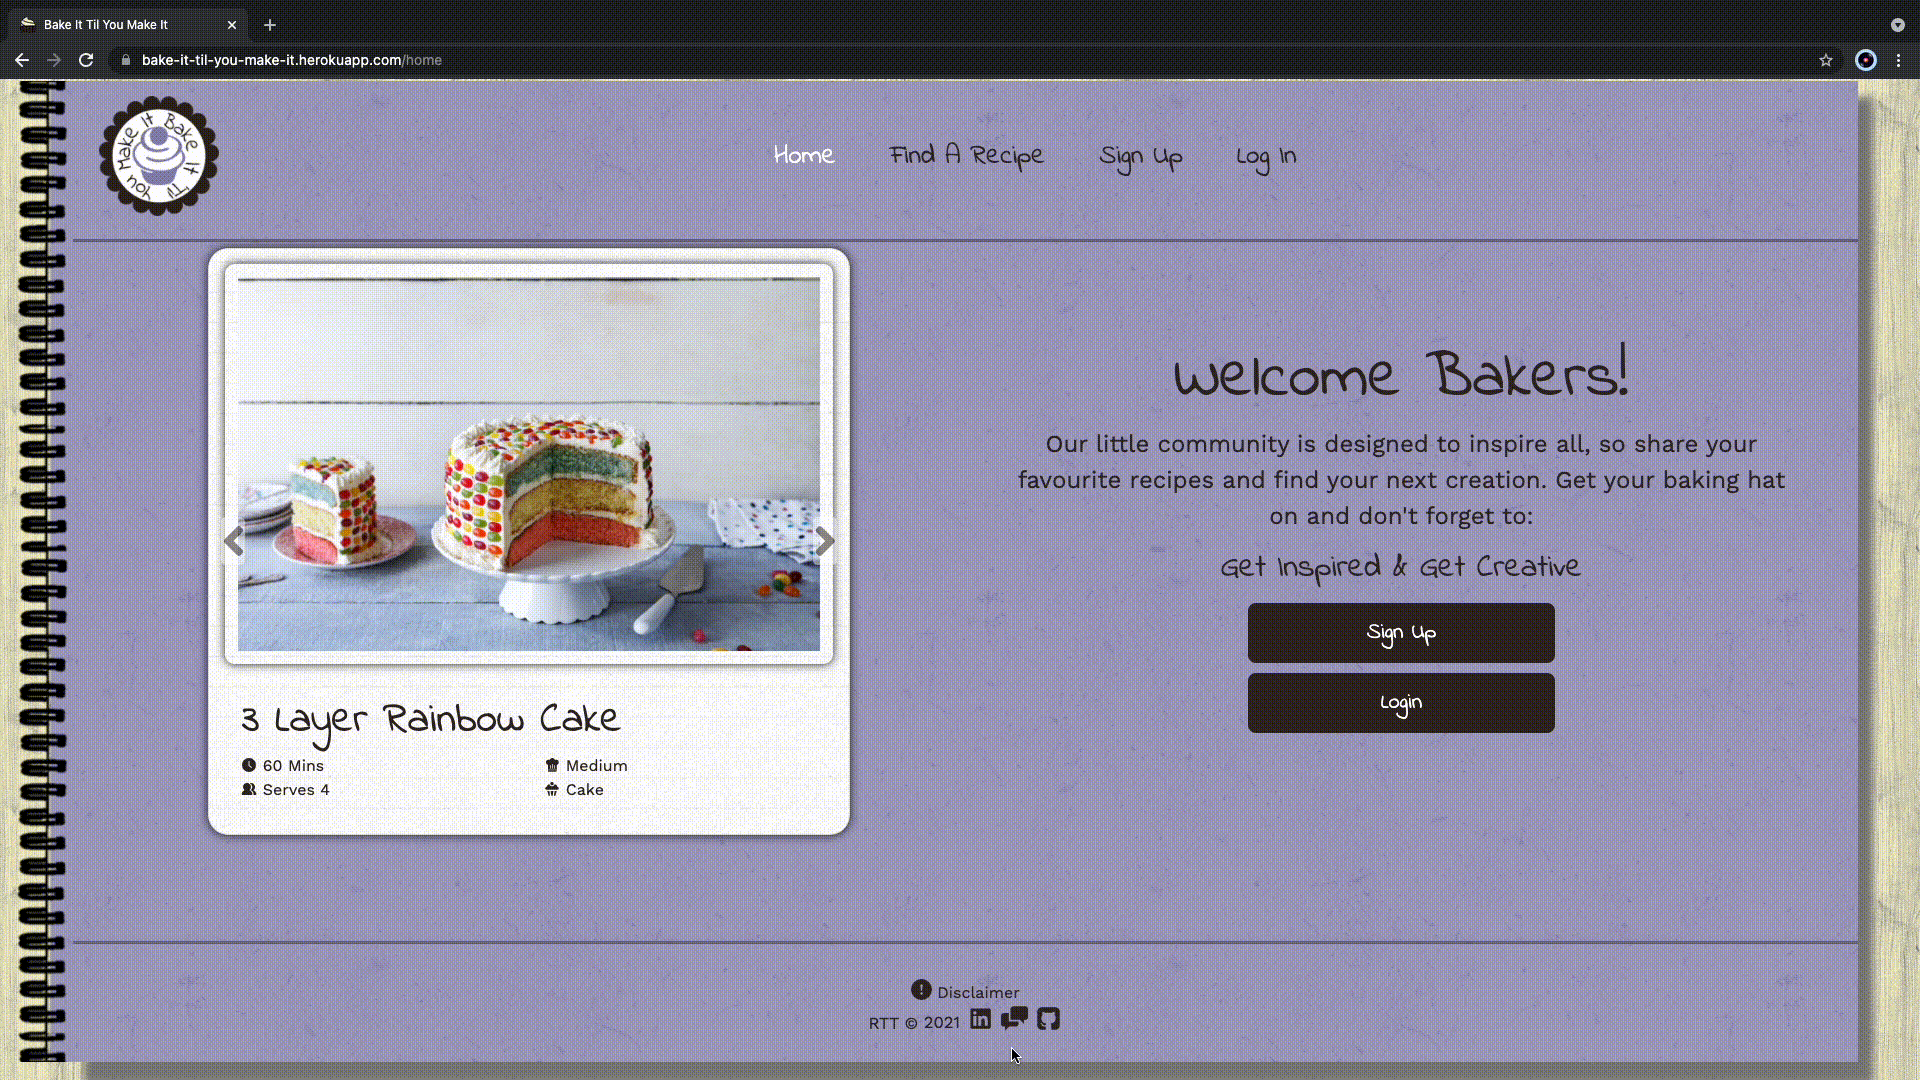 Bake It Til You Make It
bake-it-til-you-make-it.herokuapp.com/home
Bake It Til You Make It
Home
Find A Recipe
Sign Up
Log In
Welcome Bakers!
Our little community is designed to inspire all, so share your
favourite recipes and find your next creation. Get your baking hat
on and don't forget to:
Get Inspired & Get Creative
Sign Up
Login
3 Layer Rainbow Cake
60 Mins
Medium
Serves 4
Cake
Disclaimer
RTT © 2021